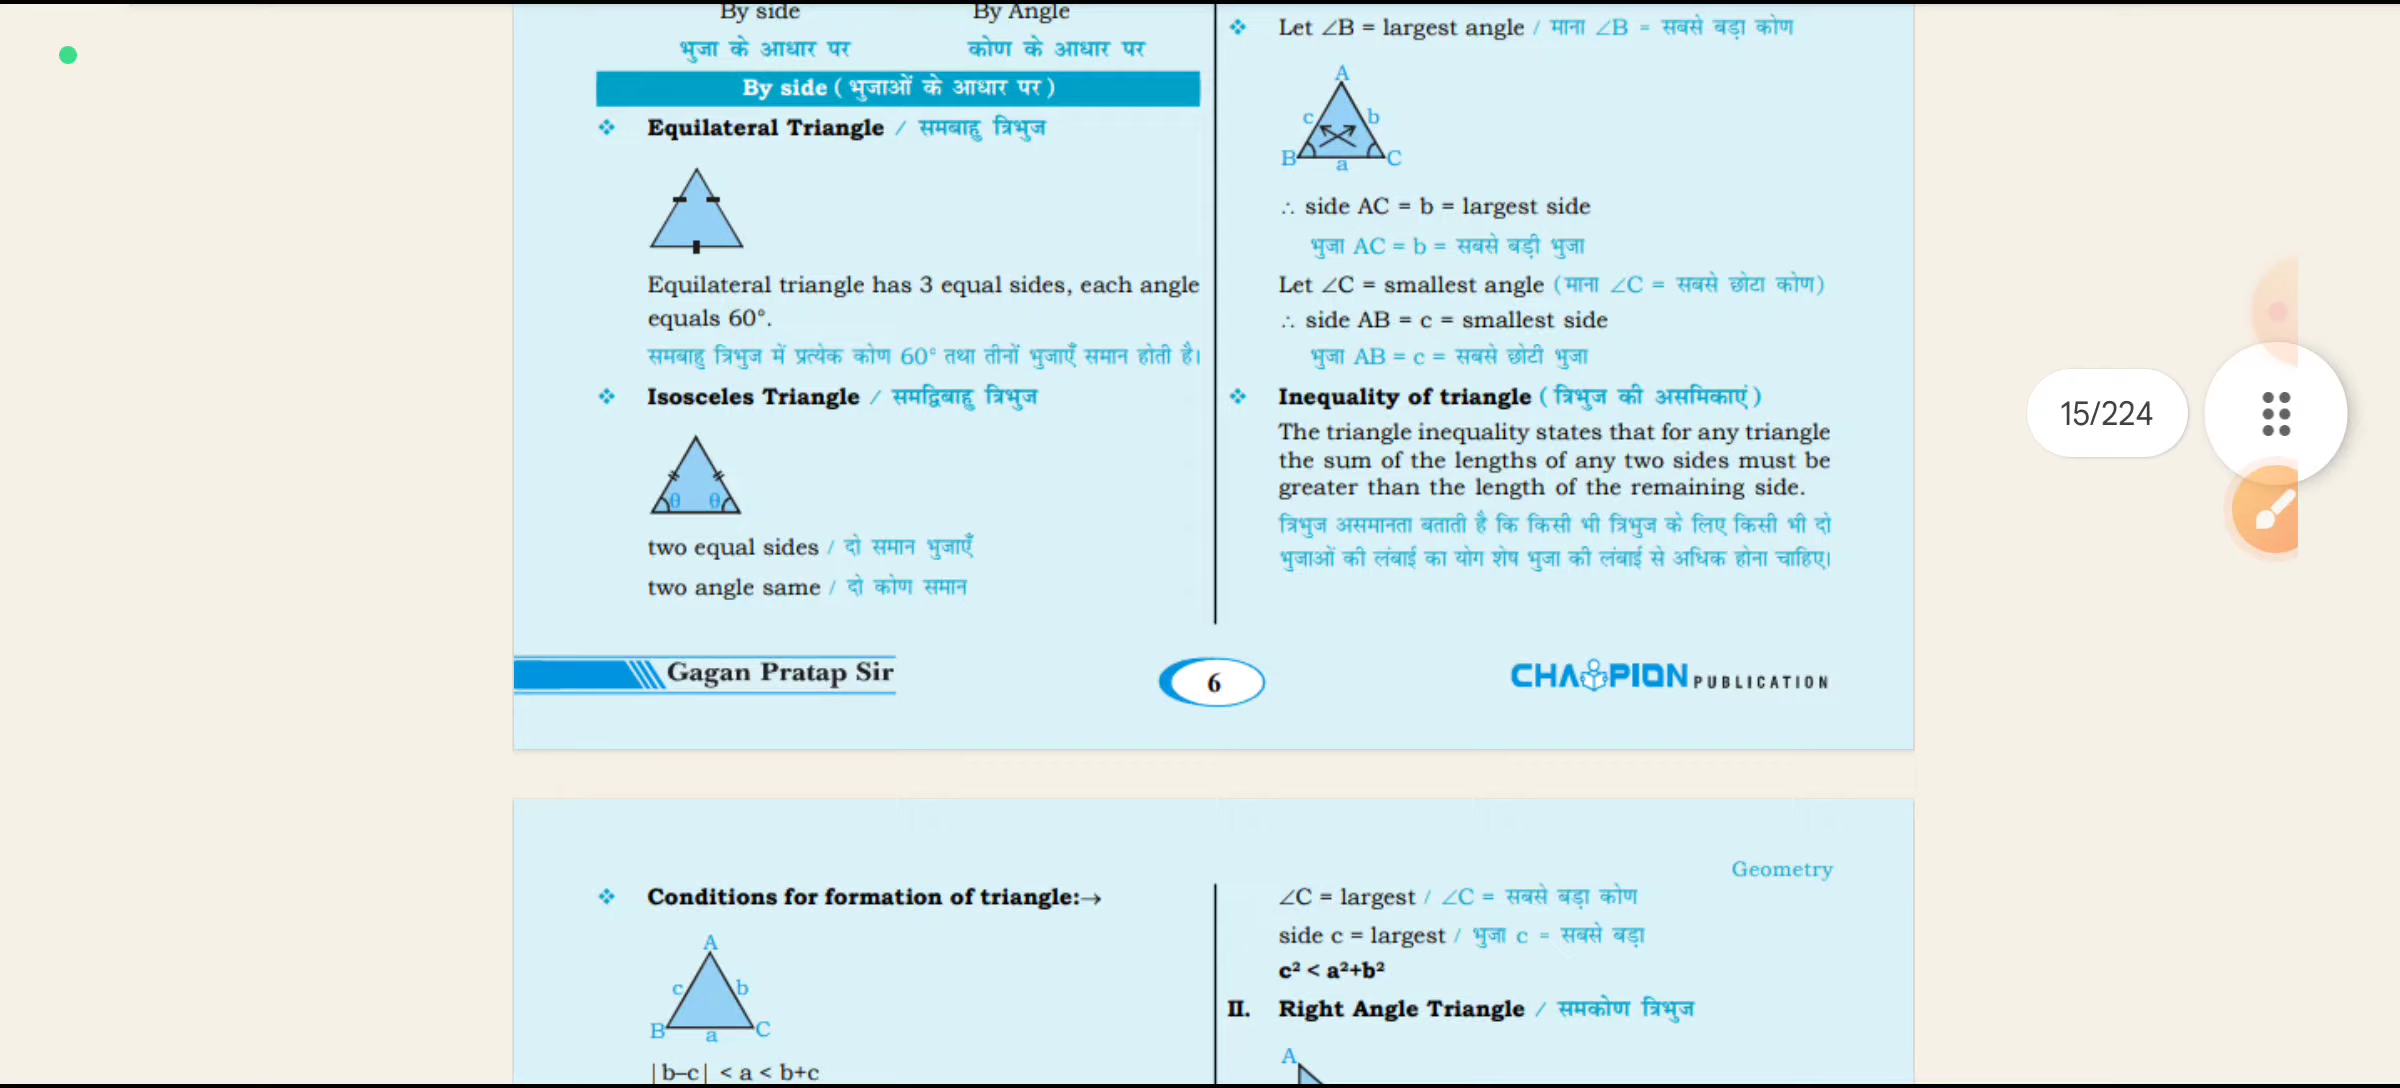 By side
By Angle
भुजा के आधार पर
कोण के आधार पर
By side ( भुजाओं के आधार पर )
❖ Equilateral Triangle / समबाहु त्रिभुज
Equilateral triangle has 3 equal sides, each angle
equals 60°.
समबाहु त्रिभुज में प्रत्येक कोण 60° तथा तीनों भुजाएँ समान होती है।
❖ Isosceles Triangle / समद्विबाहु त्रिभुज
θ θ
two equal sides / दो समान भुजाएँ
two angle same / दो कोण समान
❖ Let ∠B = largest angle / माना ∠B = सबसे बड़ा कोण
A
c b
B a C
∴ side AC = b = largest side
भुजा AC = b = सबसे बड़ी भुजा
Let ∠C = smallest angle (माना ∠C = सबसे छोटा कोण)
∴ side AB = c = smallest side
भुजा AB = c = सबसे छोटी भुजा
❖ Inequality of triangle ( त्रिभुज की असमिकाएं )
The triangle inequality states that for any triangle
the sum of the lengths of any two sides must be
greater than the length of the remaining side.
त्रिभुज असमानता बताती है कि किसी भी त्रिभुज के लिए किसी भी दो
भुजाओं की लंबाई का योग शेष भुजा की लंबाई से अधिक होना चाहिए।
15/224
Gagan Pratap Sir
6
CHAMPION PUBLICATION
Geometry
❖ Conditions for formation of triangle:→
A
c b
B a C
|b–c| < a < b+c
∠C = largest / ∠C = सबसे बड़ा कोण
side c = largest / भुजा c = सबसे बड़ा
c² < a²+b²
II. Right Angle Triangle / समकोण त्रिभुज
A